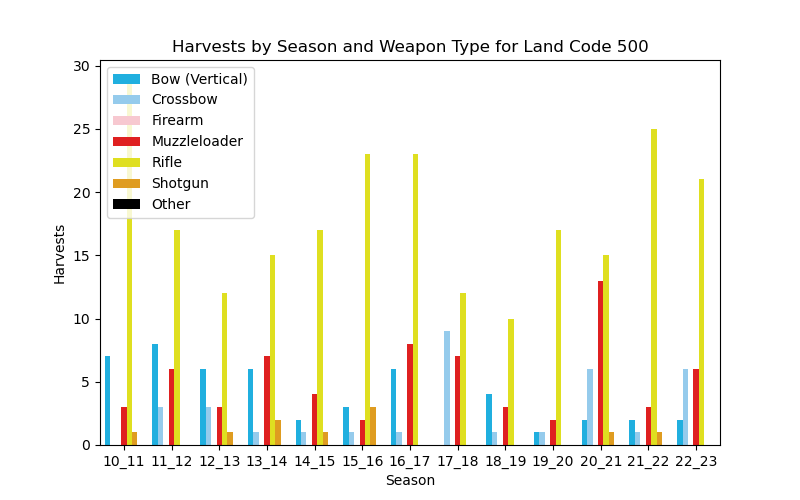 Harvests by Season and Weapon Type for Land Code 500
30
25
20
15
10
5
0
Harvests
Bow (Vertical)
Crossbow
Firearm
Muzzleloader
Rifle
Shotgun
Other
10_11 11_12 12_13 13_14 14_15 15_16 16_17 17_18 18_19 19_20 20_21 21_22 22_23
Season